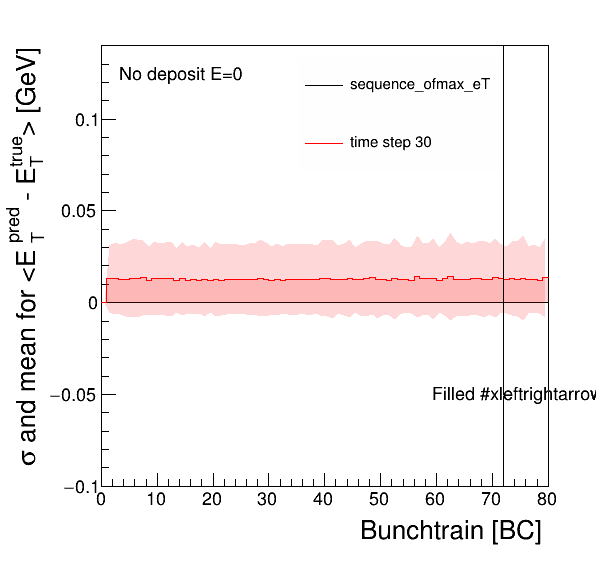 No deposit E=0
sequence_ofmax_eT
time step 30
σ and mean for <E_T^pred - E_T^true> [GeV]
0.1
0.05
0
−0.05
−0.1
Filled #xleftrightarrow
0 10 20 30 40 50 60 70 80
Bunchtrain [BC]